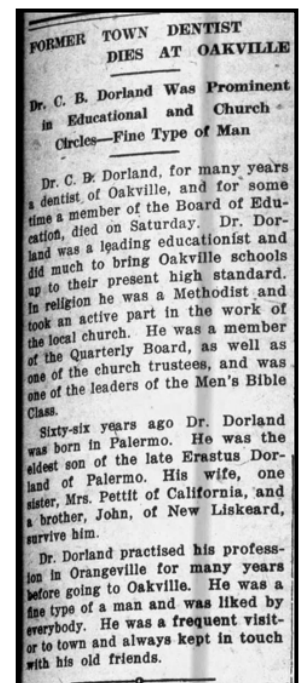 FORMER TOWN DENTIST
DIES AT OAKVILLE
Dr. C. B. Dorland Was Prominent
in Educational and Church
Circles—Fine Type of Man
Dr. C. B. Dorland, for many years
a dentist of Oakville, and for some
time a member of the Board of Edu-
cation, died on Saturday. Dr. Dor-
land was a leading educationist and
did much to bring Oakville schools
up to their present high standard.
In religion he was a Methodist and
took an active part in the work of
the local church. He was a member
of the Quarterly Board, as well as
one of the church trustees, and was
one of the leaders of the Men's Bible
Class.
Sixty-six years ago Dr. Dorland
was born in Palermo. He was the
eldest son of the late Erastus Dor-
land of Palermo. His wife, one
sister, Mrs. Pettit of California, and
a brother, John, of New Liskeard,
survive him.
Dr. Dorland practised his profess-
ion in Orangeville for many years
before going to Oakville. He was a
fine type of a man and was liked by
everybody. He was a frequent visit-
or to town and always kept in touch
with his old friends.